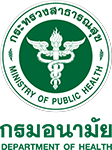 กระทรวงสาธารณสุข
MINISTRY OF PUBLIC HEALTH
กรมอนามัย
DEPARTMENT OF HEALTH